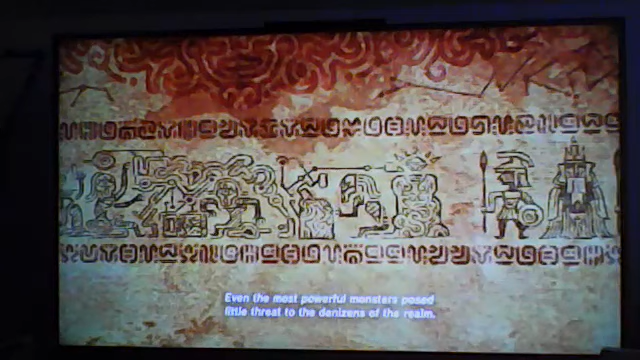 Even the most powerful monsters posed
little threat to the denizens of the realm.